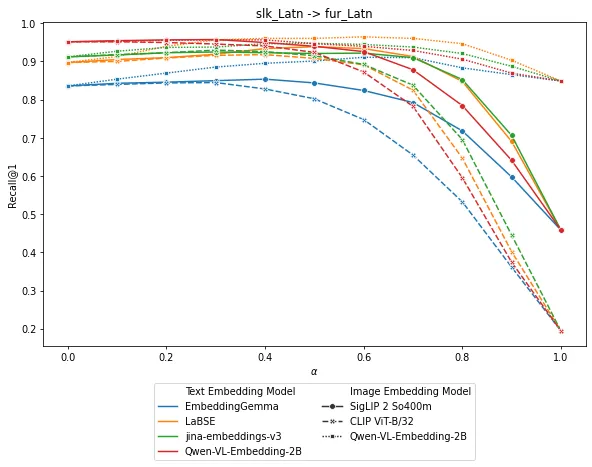 slk_Latn -> fur_Latn
Recall@1
1.0
0.9
0.8
0.7
0.6
0.5
0.4
0.3
0.2
0.0 0.2 0.4 0.6 0.8 1.0
α
Text Embedding Model Image Embedding Model
EmbeddingGemma SigLIP 2 So400m
LaBSE CLIP ViT-B/32
jina-embeddings-v3 Qwen-VL-Embedding-2B
Qwen-VL-Embedding-2B